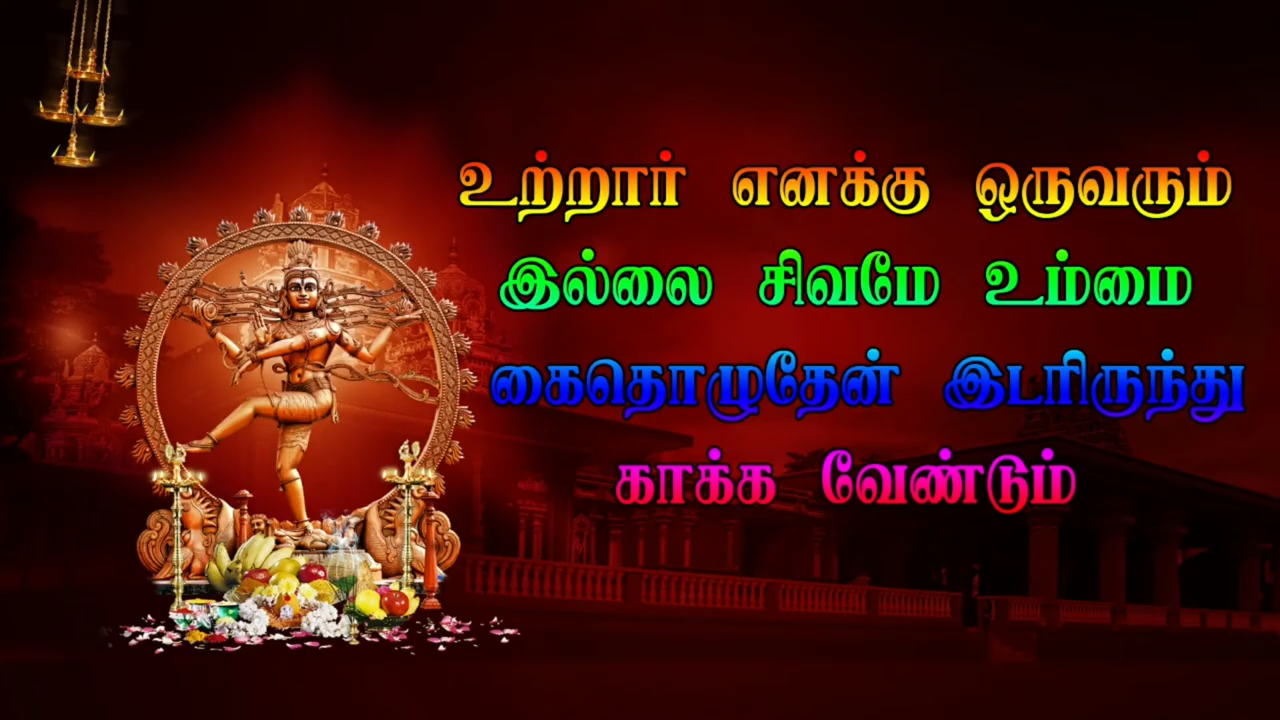 உற்றார் எனக்கு ஒருவரும்
இல்லை சிவமே உம்மை
கைதொழுதேன் இடரிருந்து
காக்க வேண்டும்